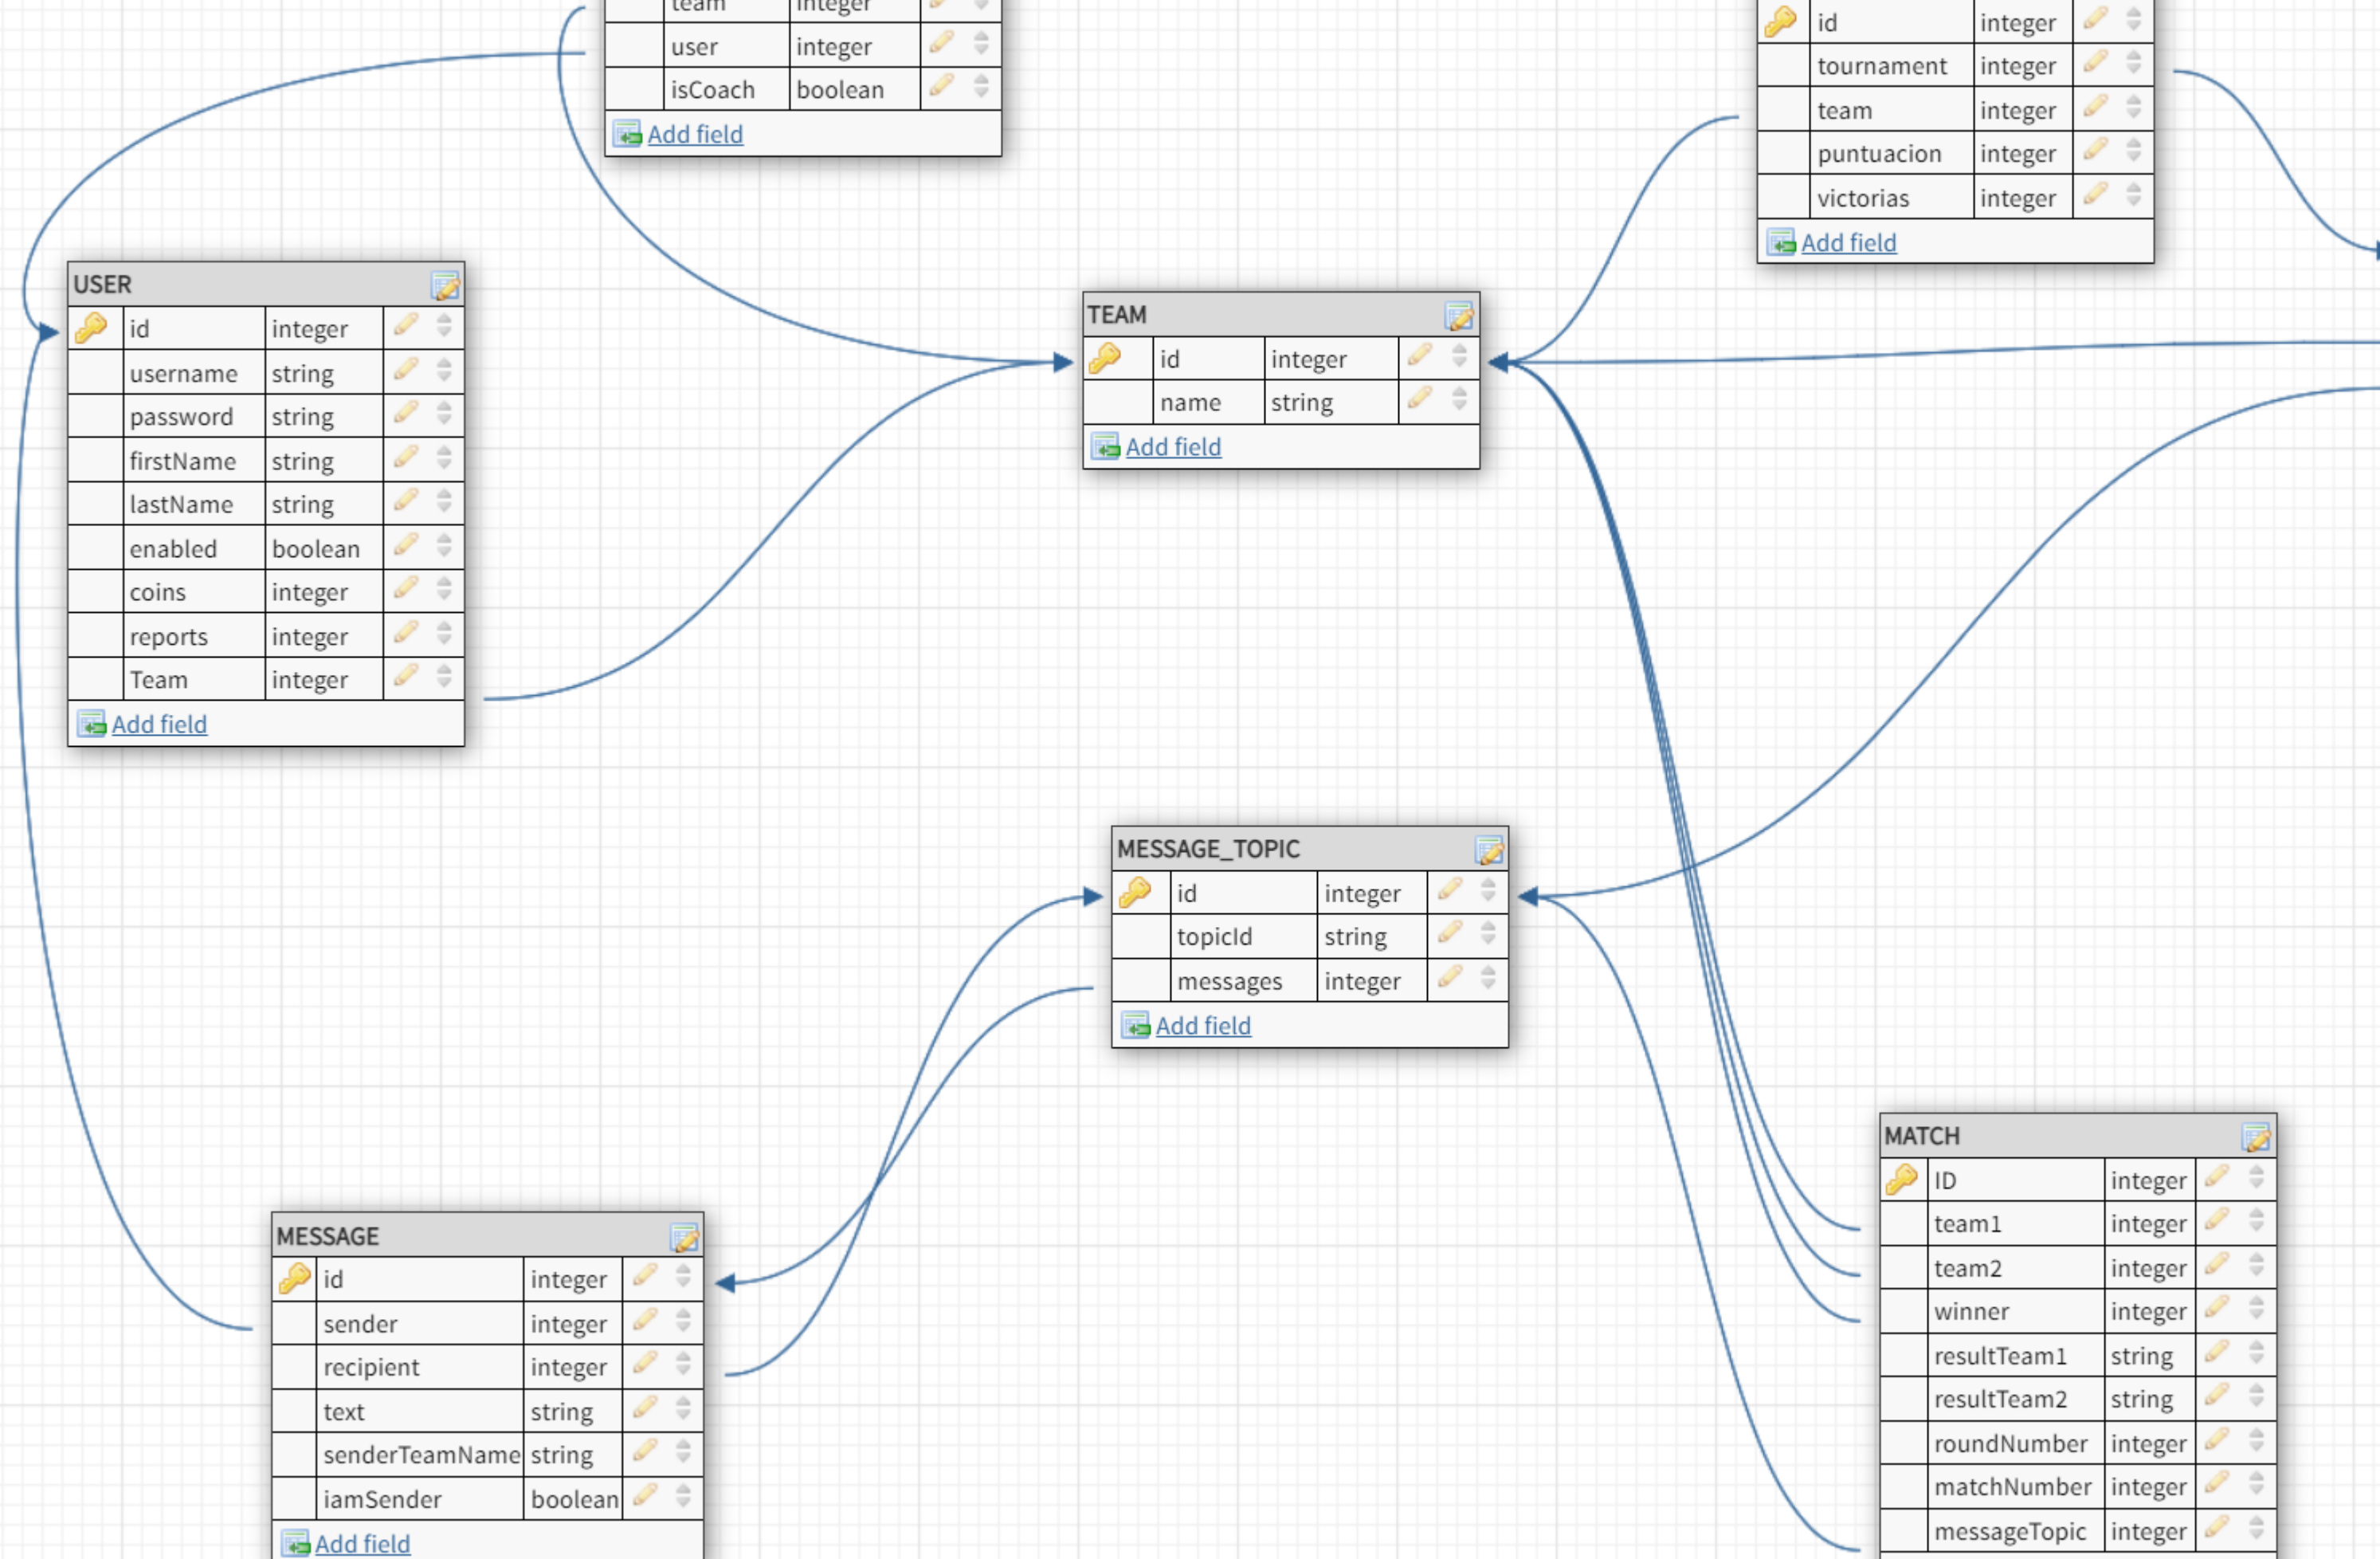 team integer
user integer
isCoach boolean
Add field
id integer
tournament integer
team integer
puntuacion integer
victorias integer
Add field
USER
id integer
username string
password string
firstName string
lastName string
enabled boolean
coins integer
reports integer
Team integer
Add field
TEAM
id integer
name string
Add field
MESSAGE_TOPIC
id integer
topicId string
messages integer
Add field
MESSAGE
id integer
sender integer
recipient integer
text string
senderTeamName string
iamSender boolean
Add field
MATCH
ID integer
team1 integer
team2 integer
winner integer
resultTeam1 string
resultTeam2 string
roundNumber integer
matchNumber integer
messageTopic integer